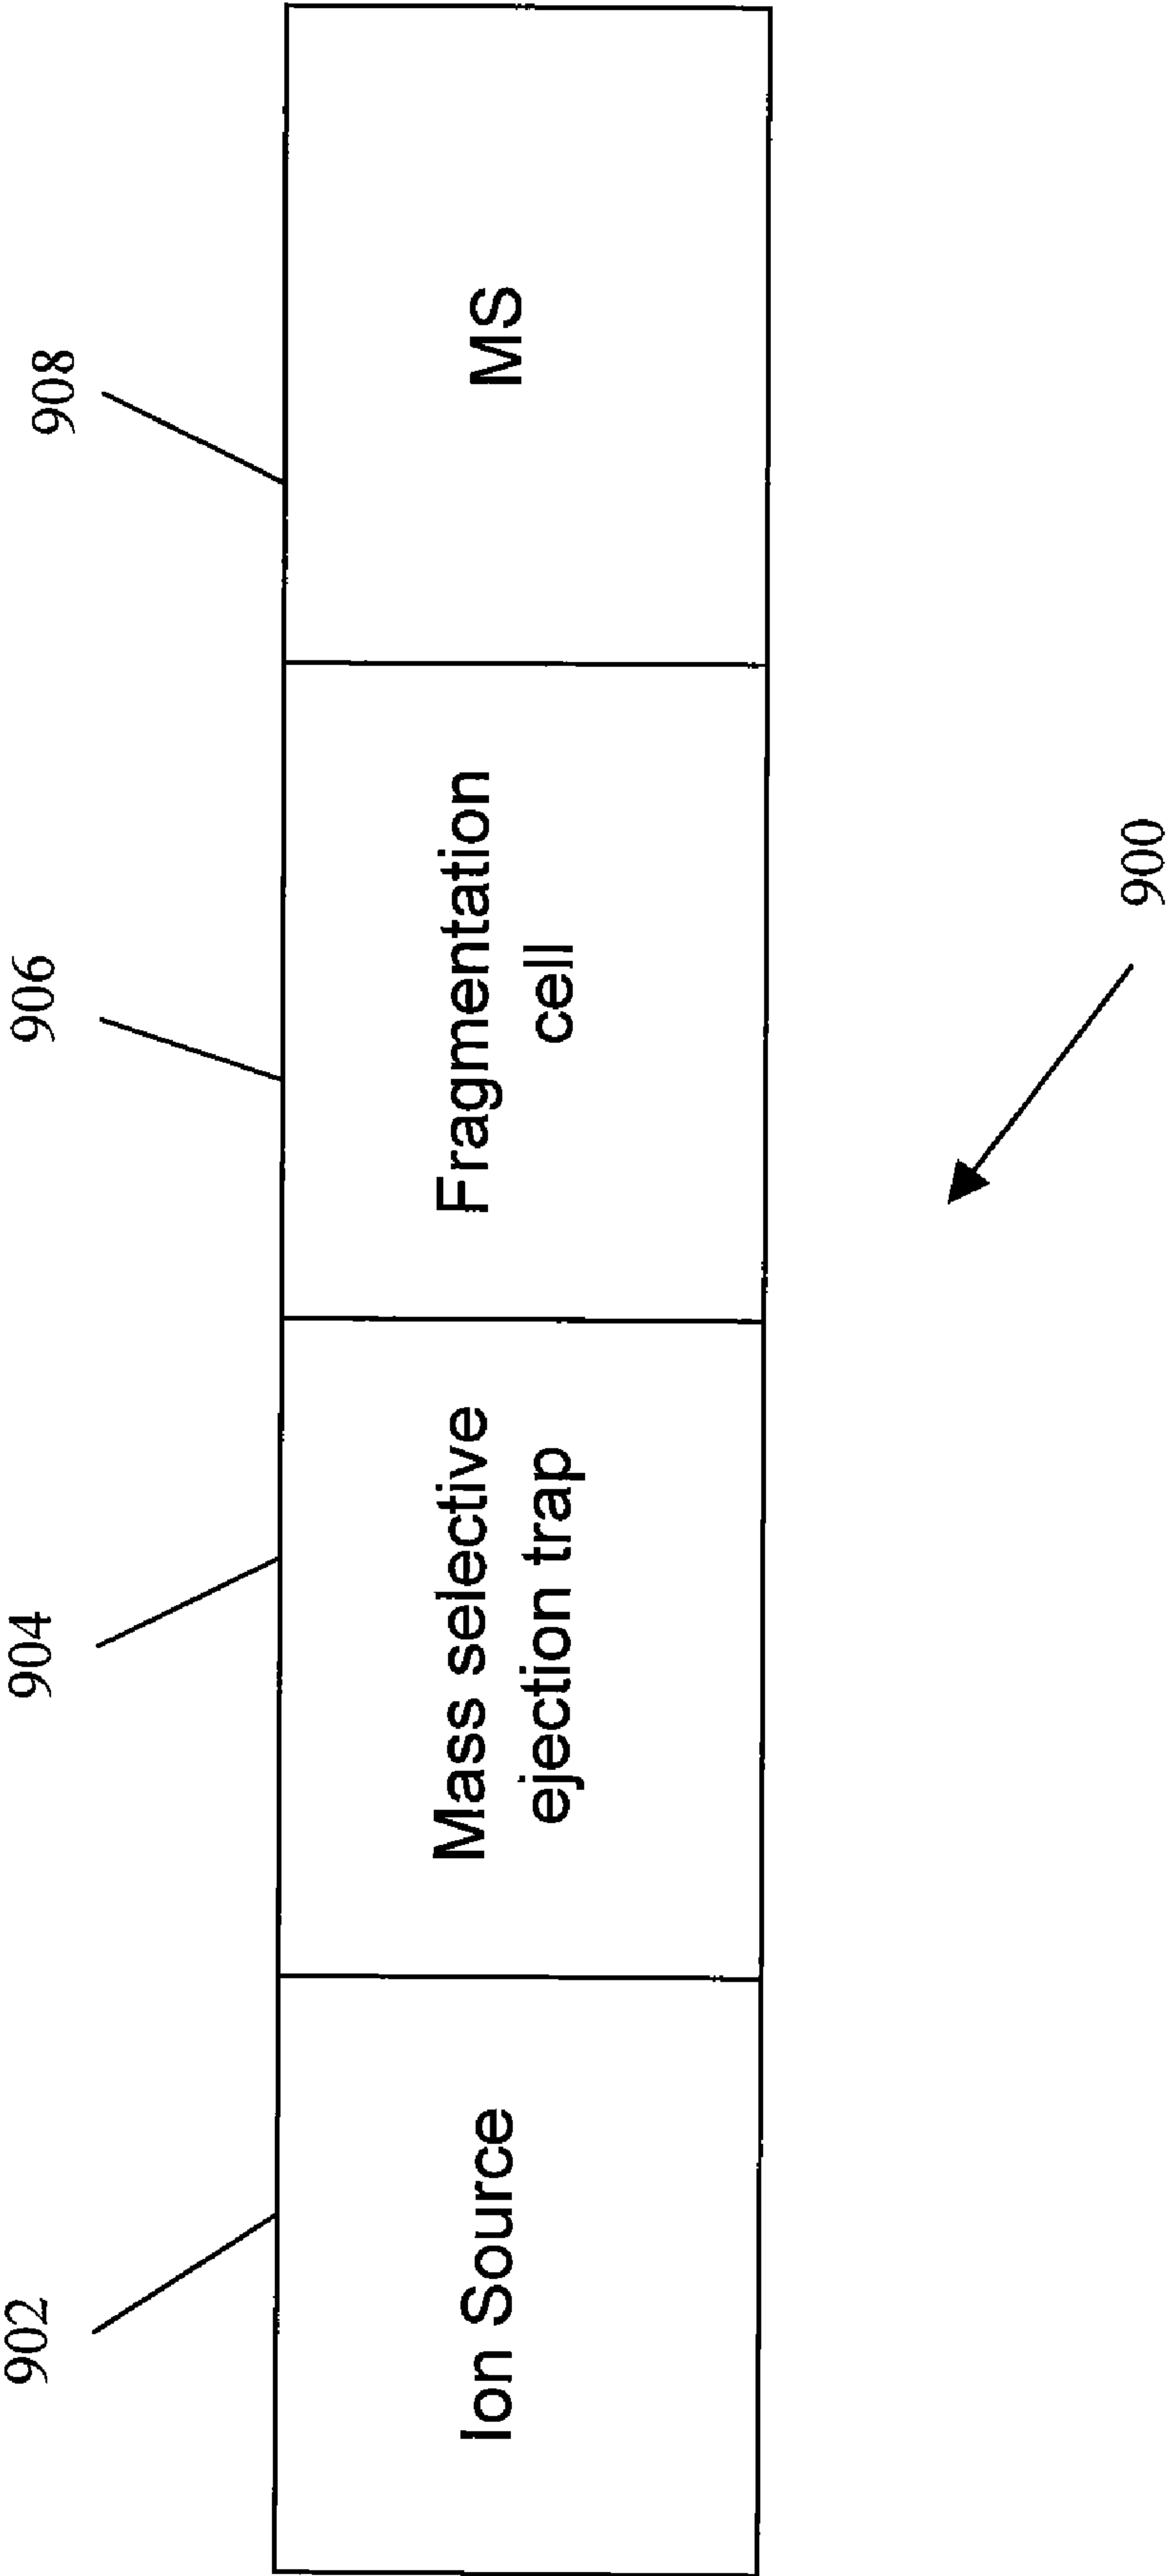 902
904
906
908
Ion Source
Mass selective
ejection trap
Fragmentation
cell
MS
900